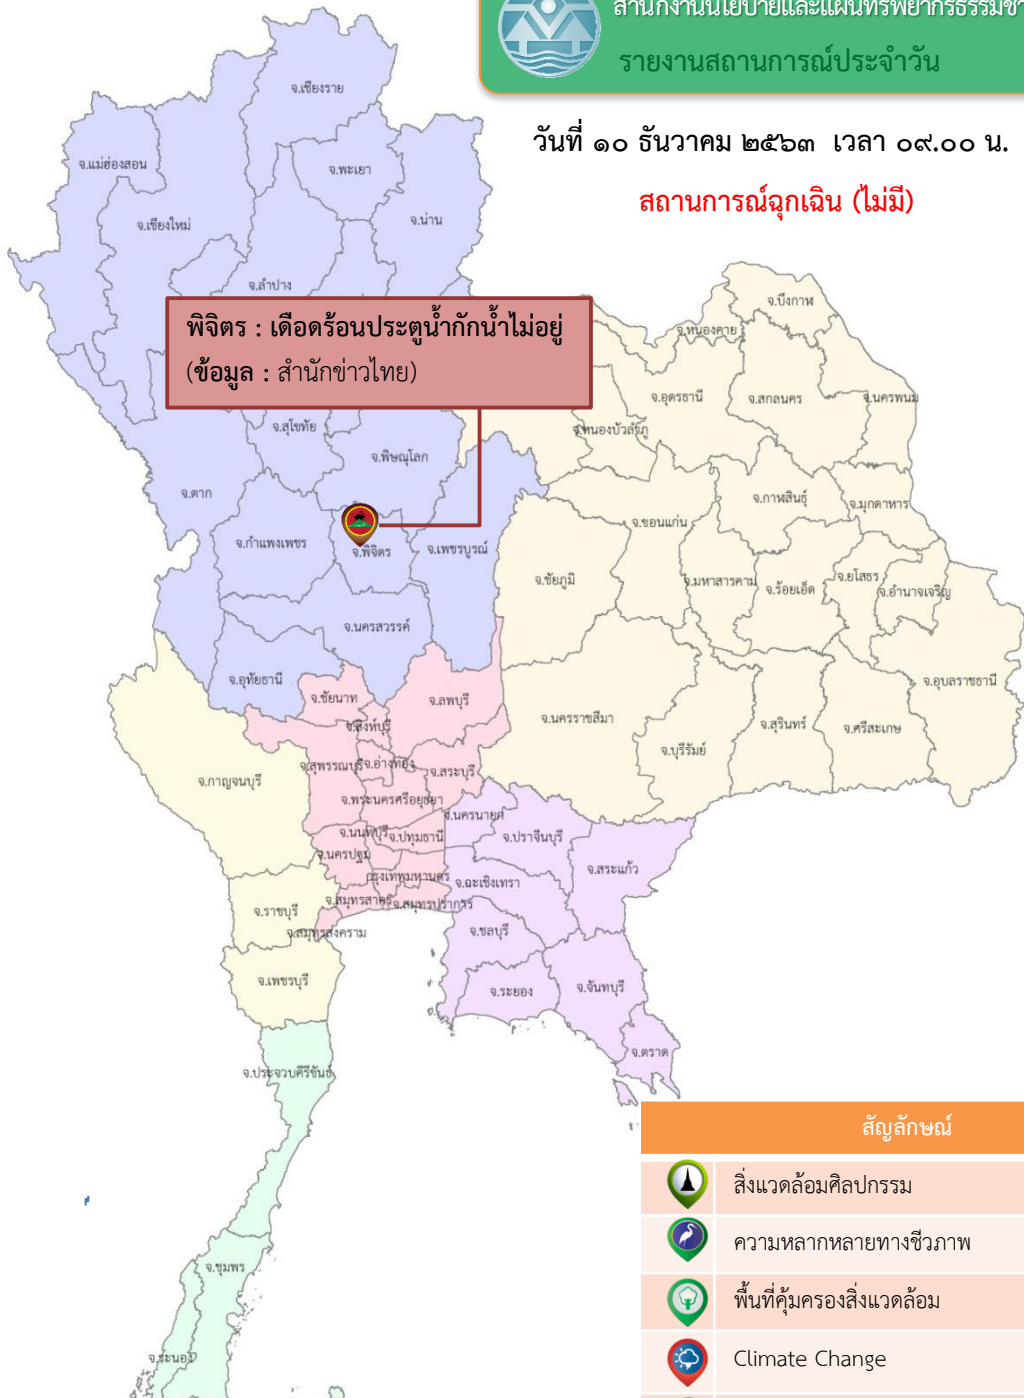 สำนักงานนโยบายและแผนทรัพยากรธรรมชา
รายงานสถานการณ์ประจำวัน
วันที่ ๑๐ ธันวาคม ๒๕๖๓ เวลา ๐๙.๐๐ น.
สถานการณ์ฉุกเฉิน (ไม่มี)
จ.เชียงราย
จ.แม่ฮ่องสอน
จ.พะเยา
จ.น่าน
จ.เชียงใหม่
จ.ลำปาง
พิจิตร : เดือดร้อนประตูน้ำกักน้ำไม่อยู่
(ข้อมูล : สำนักข่าวไทย)
จ.บึงกาฬ
จ.หนองคาย
จ.อุดรธานี
จ.สกลนคร
จ.นครพนม
จ.หนองบัวลำภู
จ.สุโขทัย
จ.พิษณุโลก
จ.ตาก
จ.กาฬสินธุ์
จ.มุกดาหาร
จ.ขอนแก่น
จ.กำแพงเพชร
จ.พิจิตร
จ.เพชรบูรณ์
จ.ชัยภูมิ
จ.มหาสารคาม
จ.ร้อยเอ็ด
จ.ยโสธร
จ.อำนาจเจริญ
จ.นครสวรรค์
จ.อุทัยธานี
จ.ชัยนาท
จ.ลพบุรี
จ.อุบลราชธานี
จ.สิงห์บุรี
จ.นครราชสีมา
จ.สุรินทร์
จ.ศรีสะเกษ
จ.บุรีรัมย์
จ.กาญจนบุรี
จ.สุพรรณบุรี
จ.อ่างทอง
จ.สระบุรี
จ.พระนครศรีอยุธยา
จ.นครนายก
จ.นนทบุรี
จ.ปทุมธานี
จ.ปราจีนบุรี
จ.นครปฐม
จ.สระแก้ว
กรุงเทพมหานคร
จ.ฉะเชิงเทรา
จ.สมุทรสาคร
จ.สมุทรปราการ
จ.ราชบุรี
จ.สมุทรสงคราม
จ.ชลบุรี
จ.เพชรบุรี
จ.ระยอง
จ.จันทบุรี
จ.ตราด
จ.ประจวบคีรีขันธ์
สัญลักษณ์
สิ่งแวดล้อมศิลปกรรม
ความหลากหลายทางชีวภาพ
จ.ชุมพร
พื้นที่คุ้มครองสิ่งแวดล้อม
จ.ระนอง
Climate Change